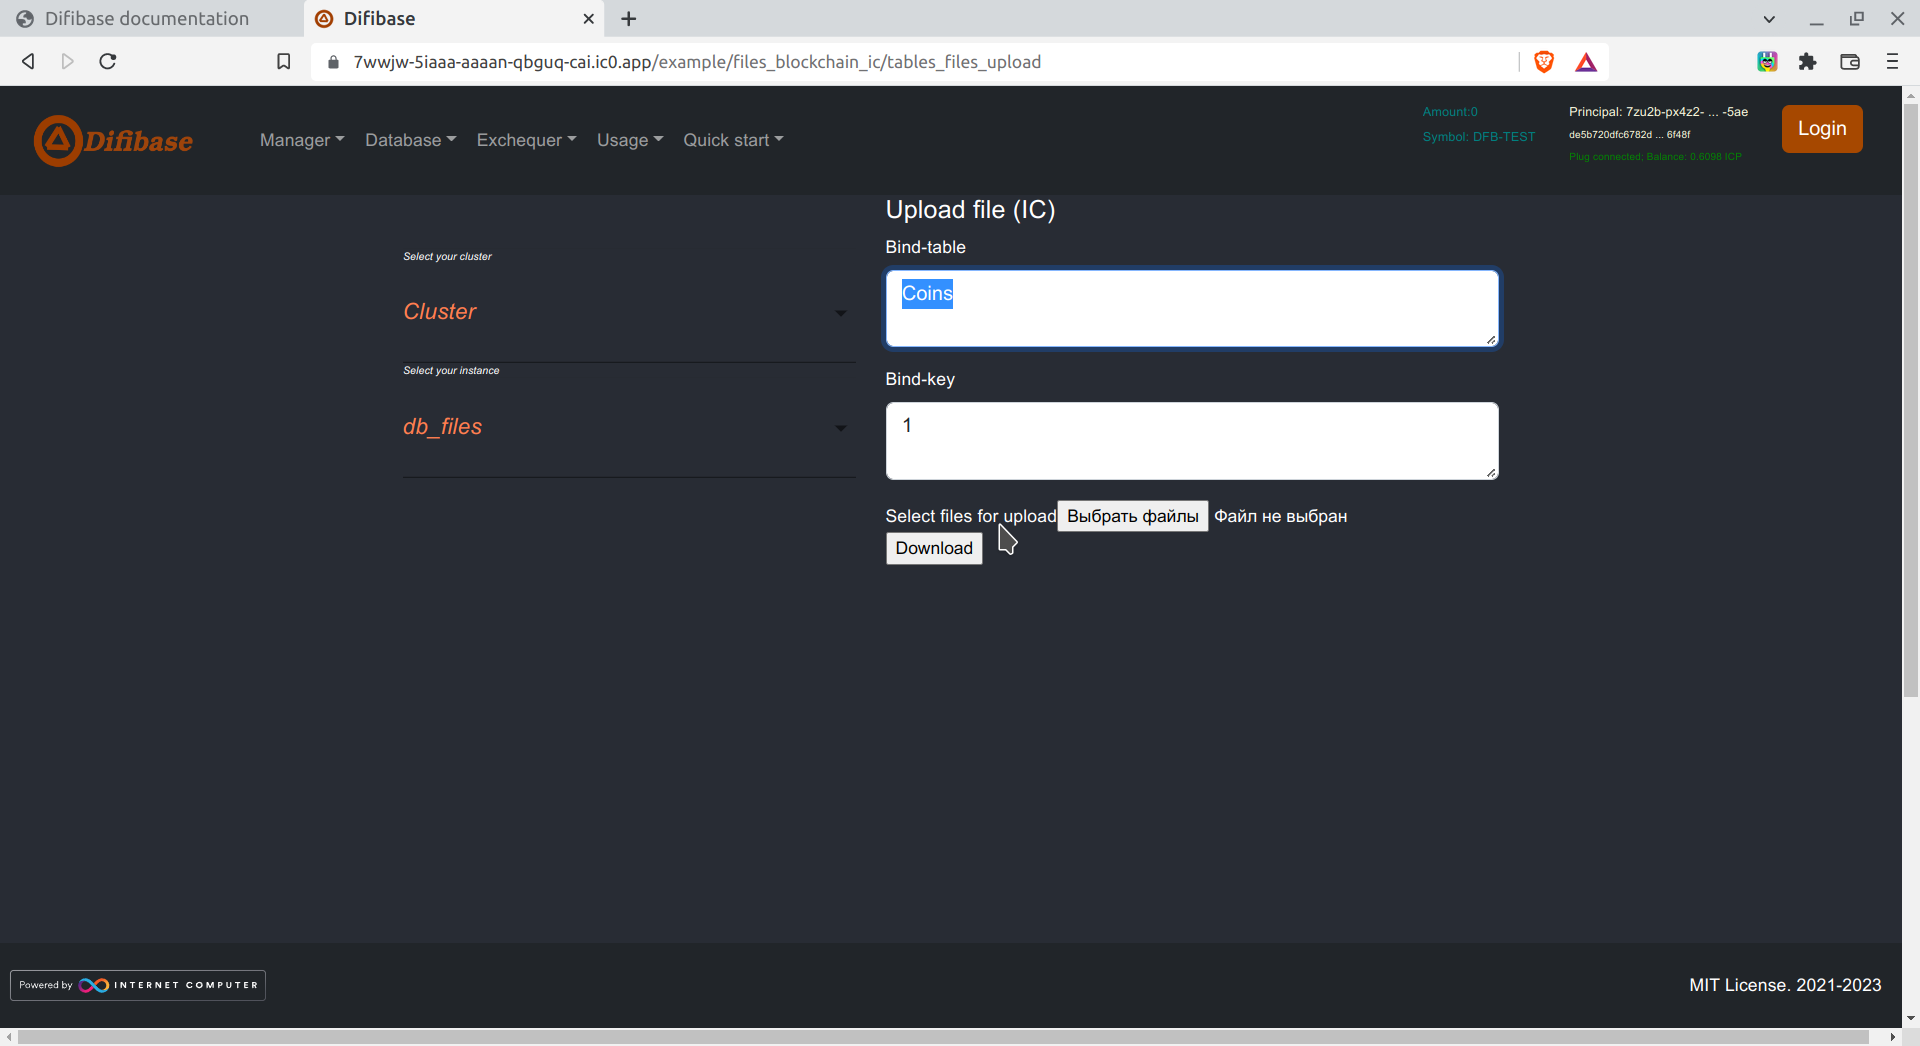 Difibase documentation
Difibase
7wwjw-5iaaa-aaaan-qbguq-cai.ic0.app/example/files_blockchain_ic/tables_files_upload
Difibase
Manager
Database
Exchequer
Usage
Quick start
Amount:0
Symbol: DFB-TEST
Principal: 7zu2b-px4z2- ... -5ae
de5b720dfc6782d ... 6f48f
Plug connected; Balance: 0.6098 ICP
Login
Select your cluster
Cluster
Select your instance
db_files
Upload file (IC)
Bind-table
Coins
Bind-key
1
Select files for upload Выбрать файлы Файл не выбран
Download
Powered by INTERNET COMPUTER
MIT License. 2021-2023